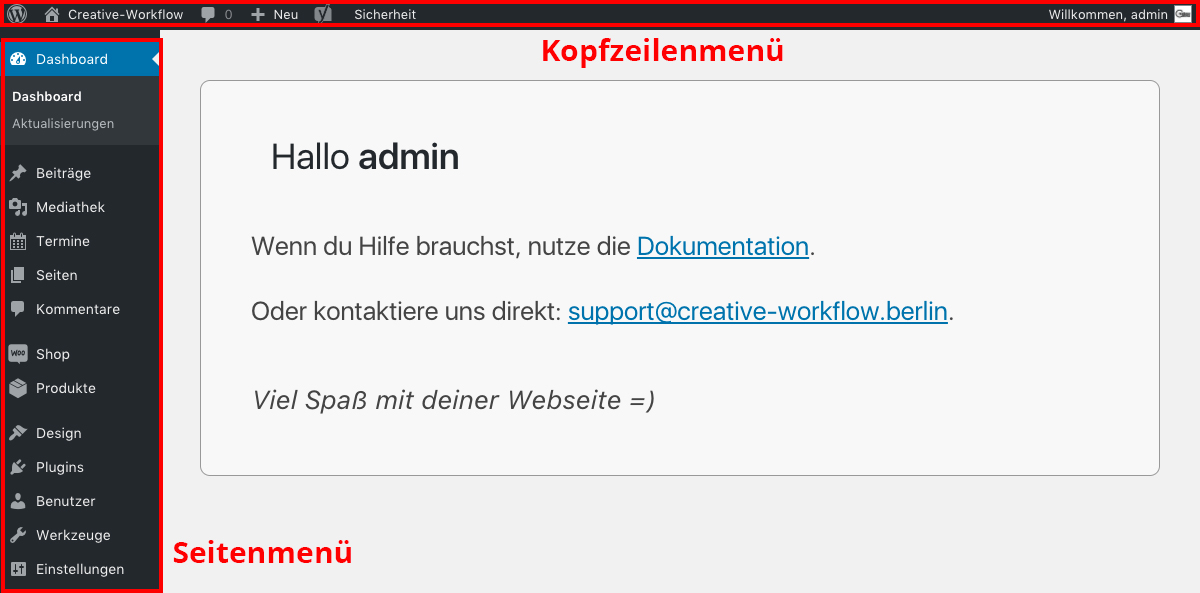 Creative-Workflow 0 Neu Sicherheit Willkommen, admin
Kopfzeilenmenü
Dashboard
Dashboard
Aktualisierungen
Beiträge
Mediathek
Termine
Seiten
Kommentare
Shop
Produkte
Design
Plugins
Benutzer
Werkzeuge
Einstellungen
Hallo admin
Wenn du Hilfe brauchst, nutze die Dokumentation.
Oder kontaktiere uns direkt: support@creative-workflow.berlin.
Viel Spaß mit deiner Webseite =)
Seitenmenü